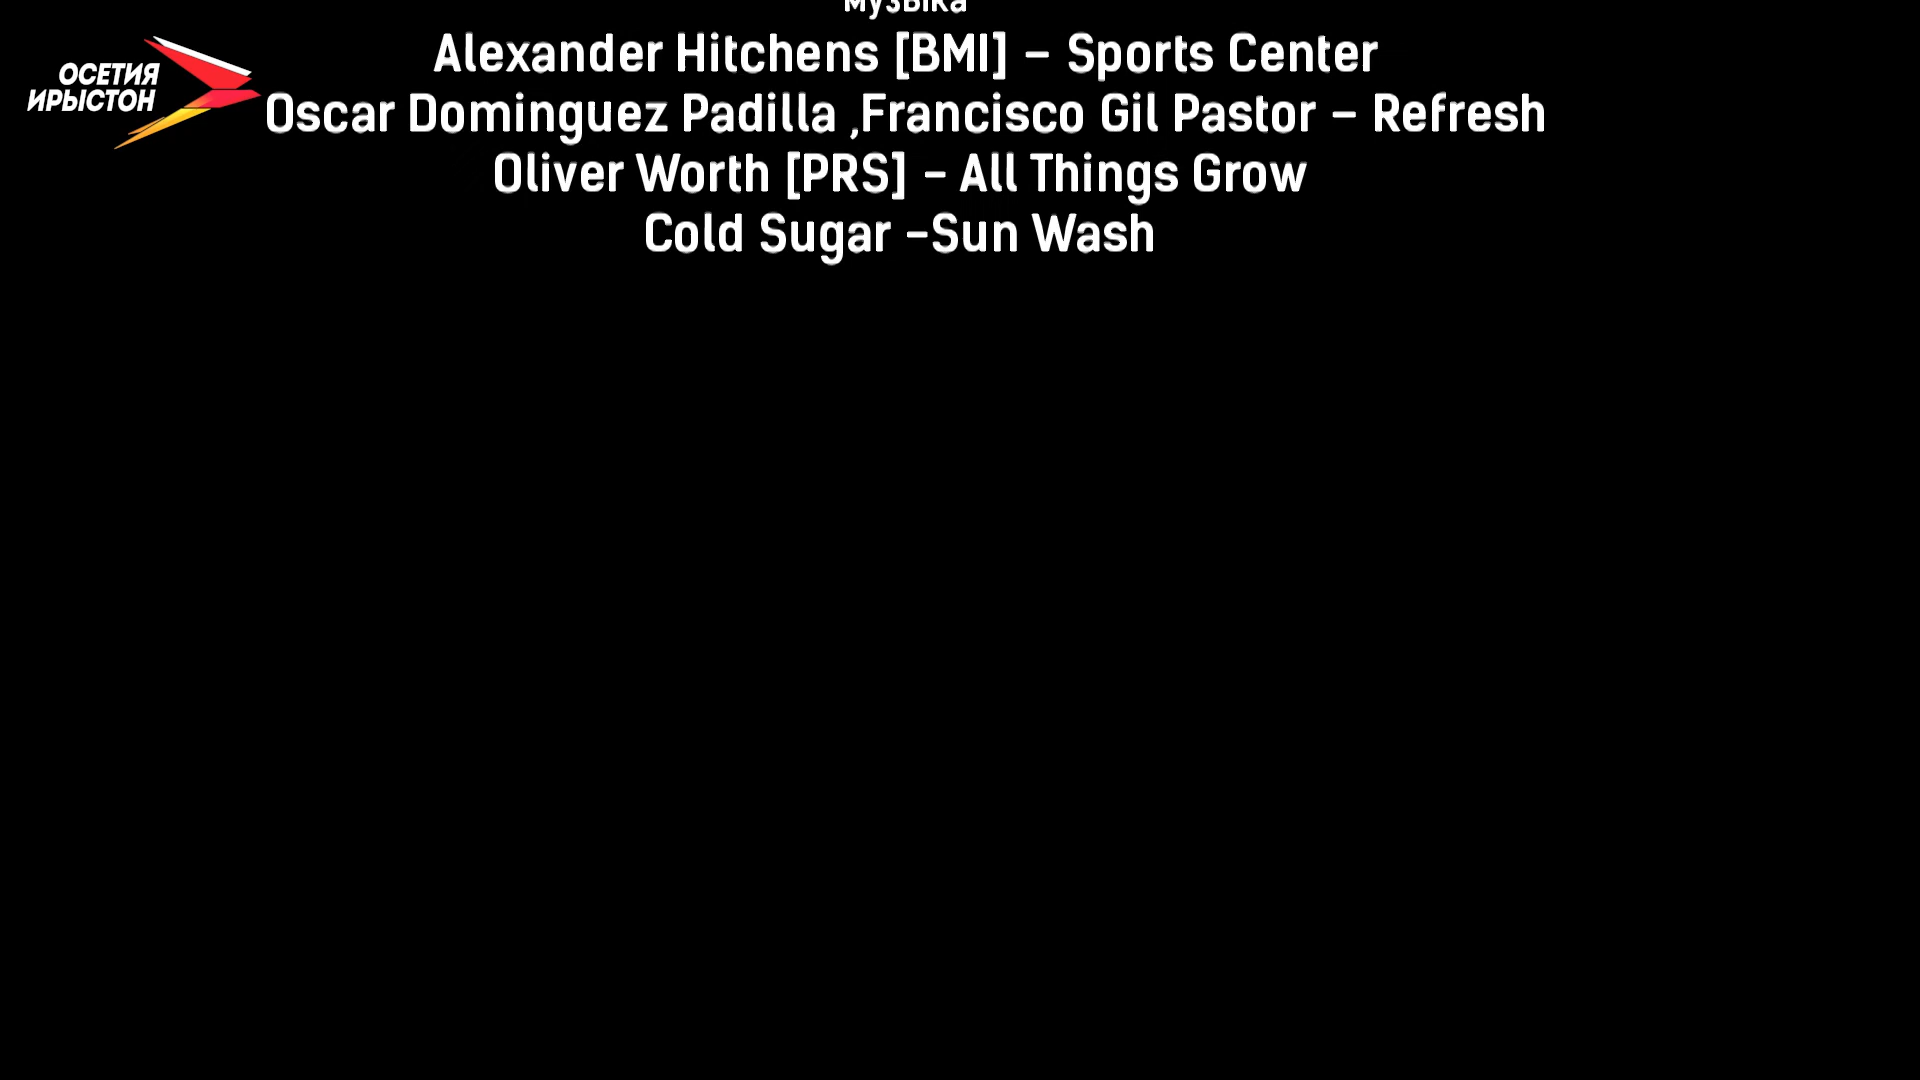 музыка
Alexander Hitchens [BMI] – Sports Center
ОСЕТИЯ
ИРЫСТОН
Oscar Dominguez Padilla ,Francisco Gil Pastor – Refresh
Oliver Worth [PRS] – All Things Grow
Cold Sugar –Sun Wash